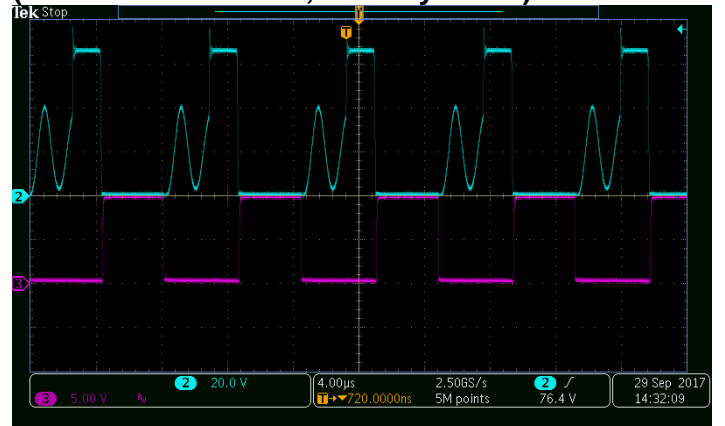 Tek Stop
T
T
2
3
2 20.0 V
3 5.00 V BW
4.00µs
T→▼720.0000ns
2.50GS/s
5M points
2 ∫
76.4 V
29 Sep 2017
14:32:09